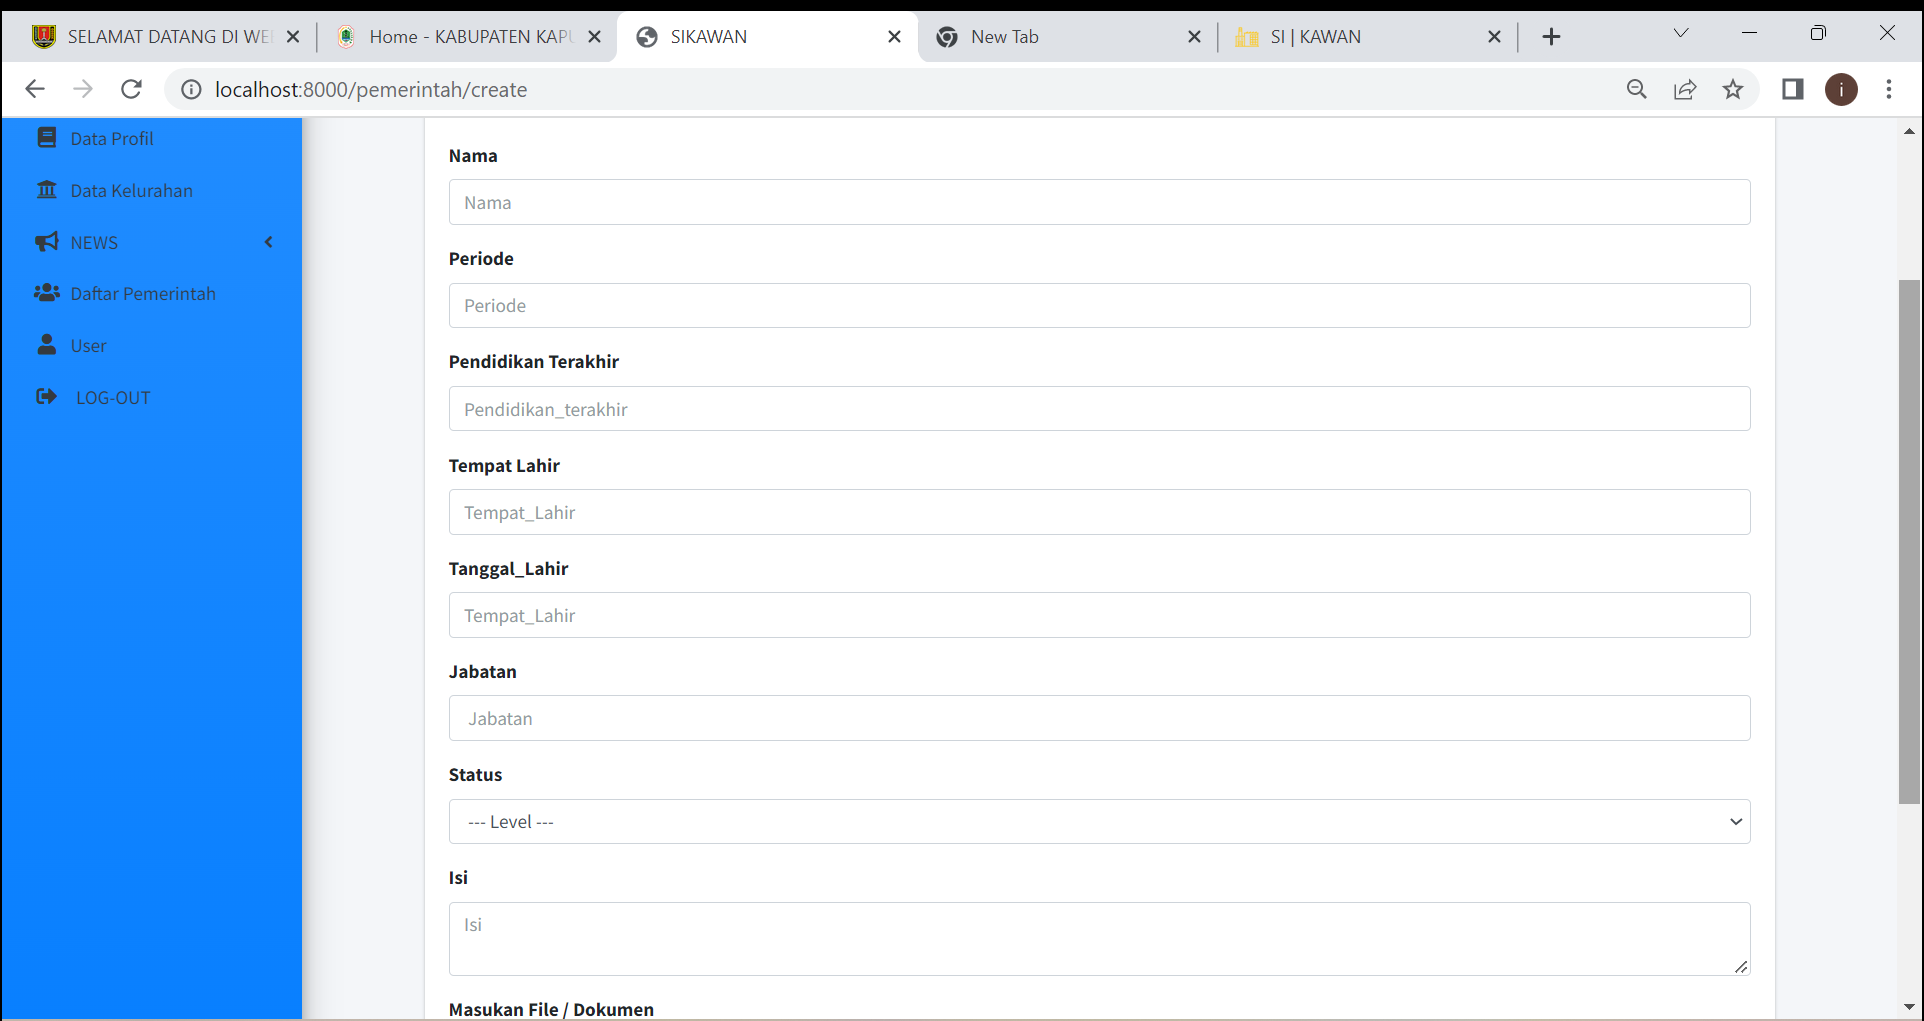 SELAMAT DATANG DI WE
Home - KABUPATEN KAPU
SIKAWAN
New Tab
SI | KAWAN
localhost:8000/pemerintah/create
i
Data Profil
Data Kelurahan
NEWS
Daftar Pemerintah
User
LOG-OUT
Nama
Nama
Periode
Periode
Pendidikan Terakhir
Pendidikan_terakhir
Tempat Lahir
Tempat_Lahir
Tanggal_Lahir
Tempat_Lahir
Jabatan
Jabatan
Status
--- Level ---
Isi
Isi
Masukan File / Dokumen